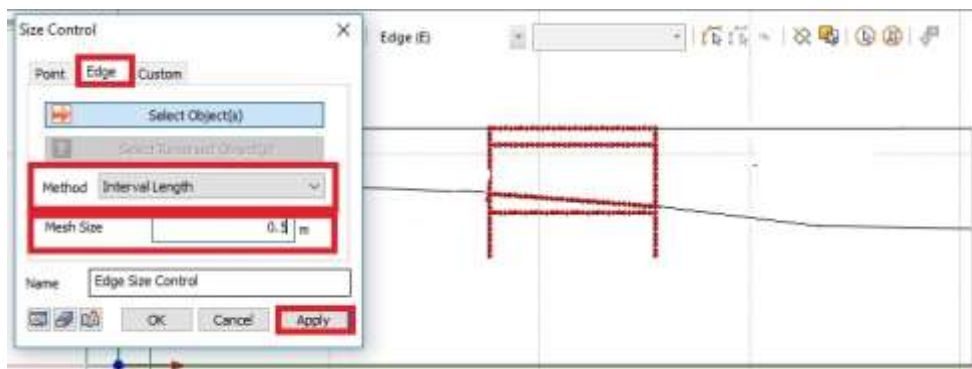 Size Control
Edge (E)
Point Edge Custom
Select Object(s)
Method Interval Length
Mesh Size 0.5 m
Name Edge Size Control
OK Cancel Apply